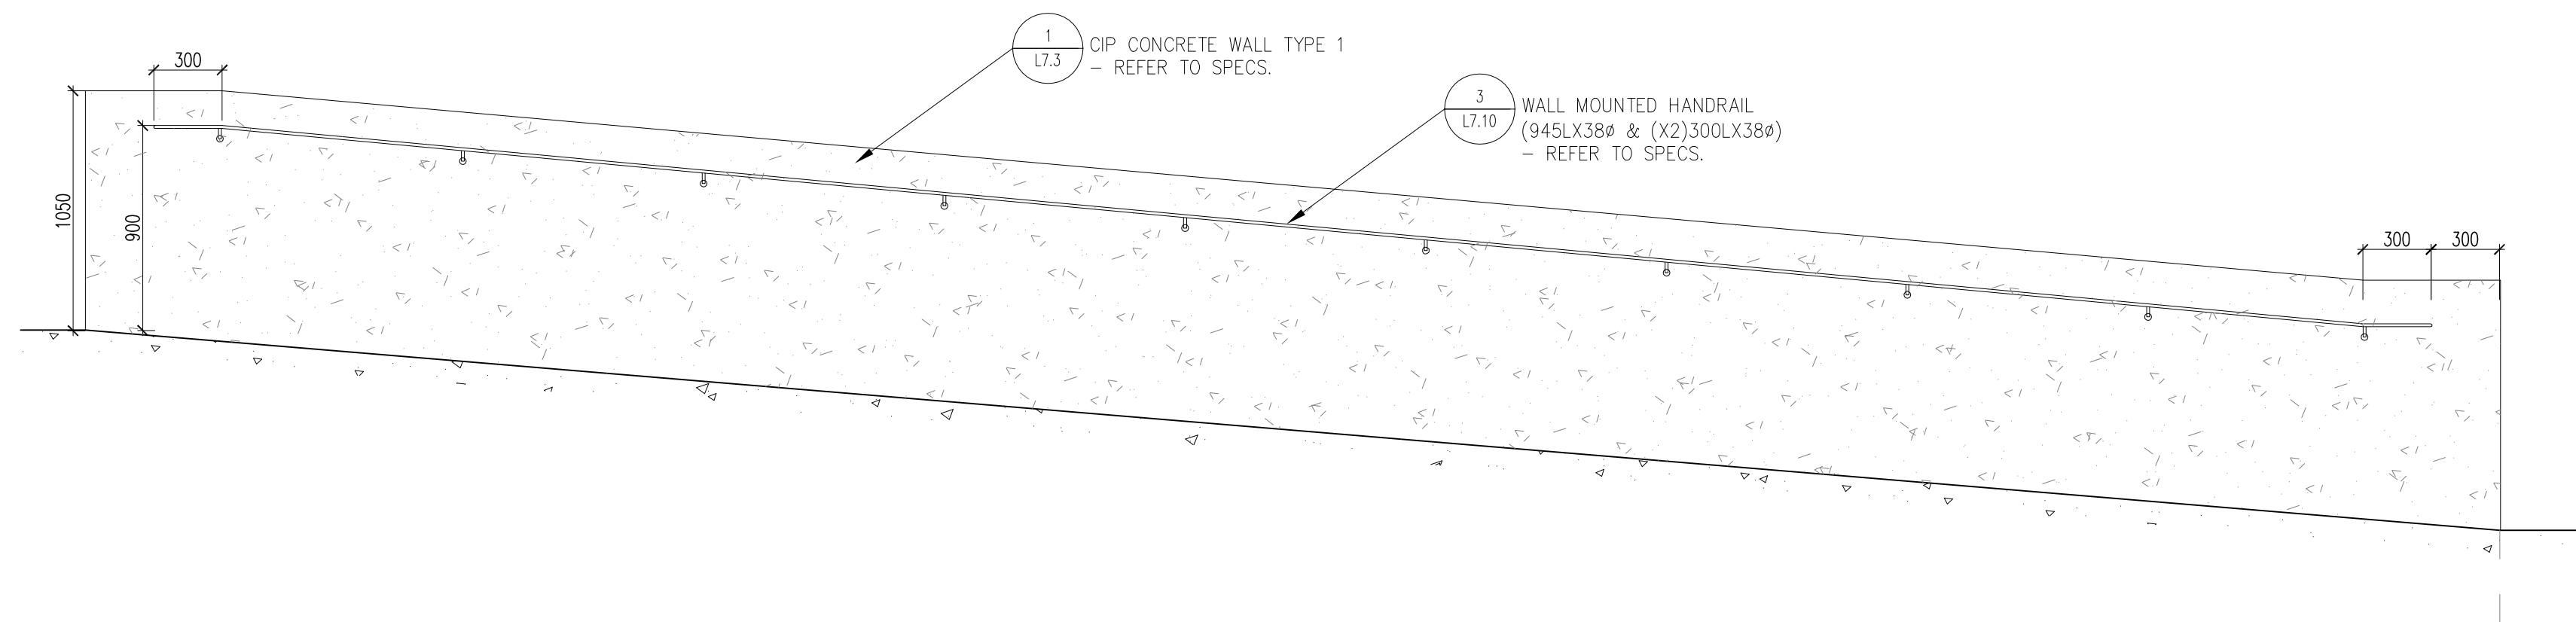 1
L7.3
CIP CONCRETE WALL TYPE 1
– REFER TO SPECS.
300
3
L7.10
WALL MOUNTED HANDRAIL
(945LX38ø & (X2)300LX38ø)
– REFER TO SPECS.
1050
900
300 300